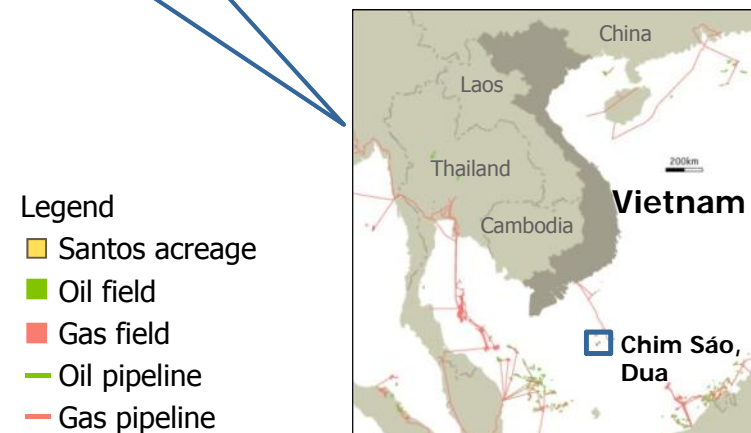 China
Laos
200km
Thailand
Vietnam
Cambodia
Chim Sáo,
Dua
Legend
Santos acreage
Oil field
Gas field
Oil pipeline
Gas pipeline